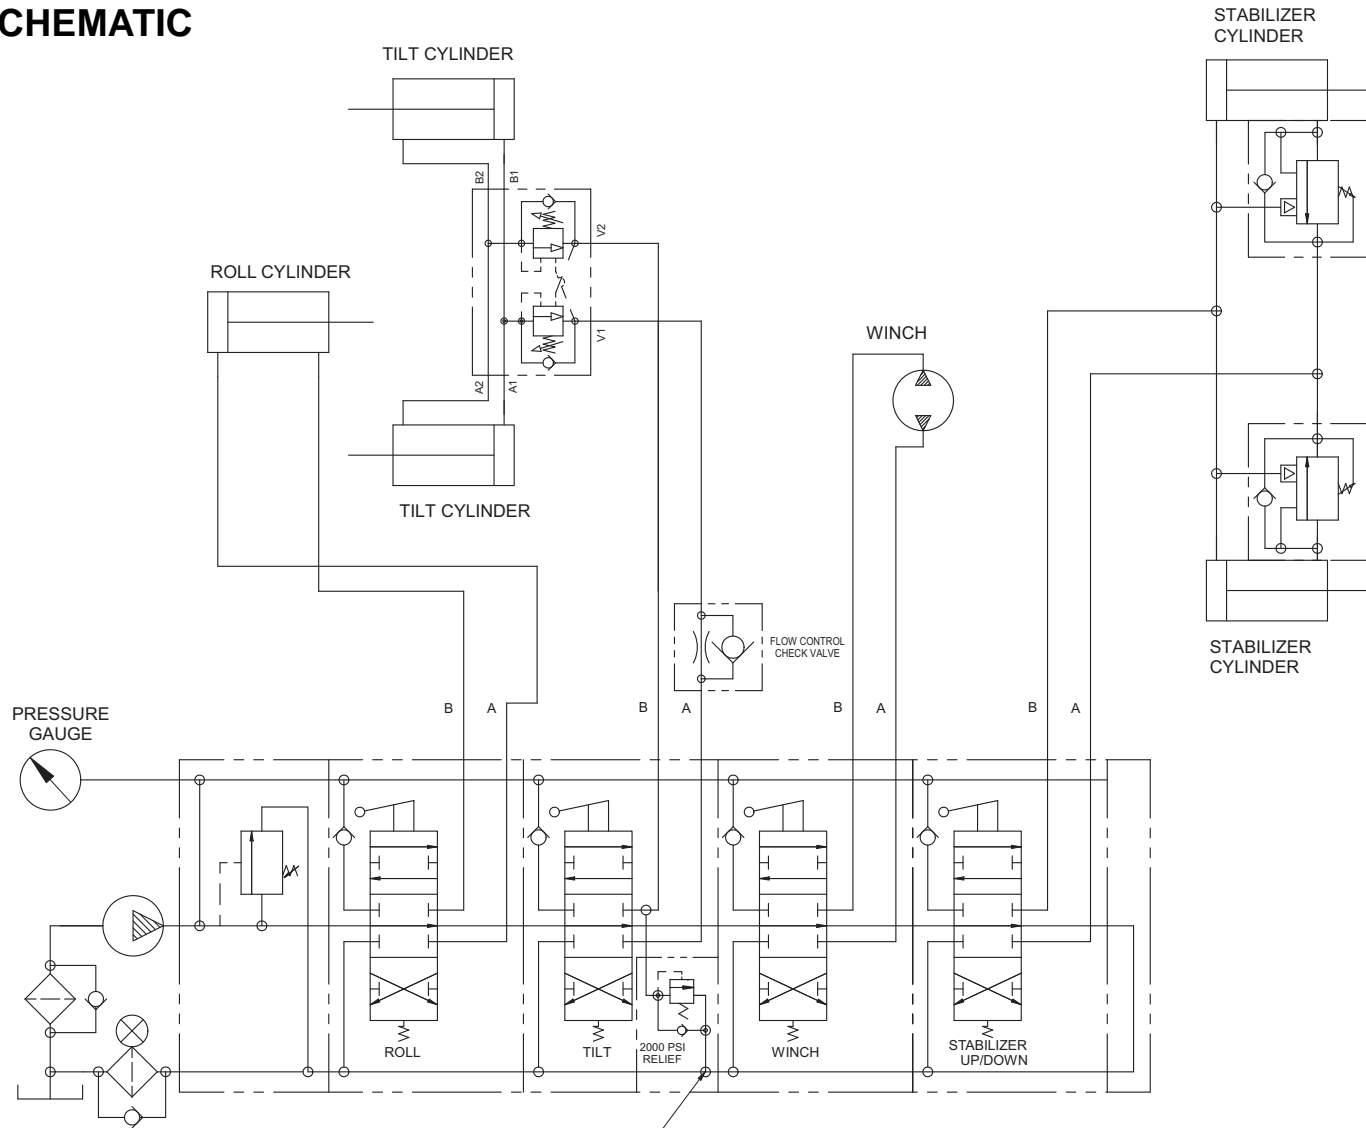 CHEMATIC
STABILIZER
CYLINDER
TILT CYLINDER
B2
B1
V2
ROLL CYLINDER
V1
WINCH
A2
A1
TILT CYLINDER
FLOW CONTROL
CHECK VALVE
STABILIZER
CYLINDER
PRESSURE
GAUGE
B
A
B
A
B
A
B
A
ROLL
TILT
2000 PSI
RELIEF
WINCH
STABILIZER
UP/DOWN